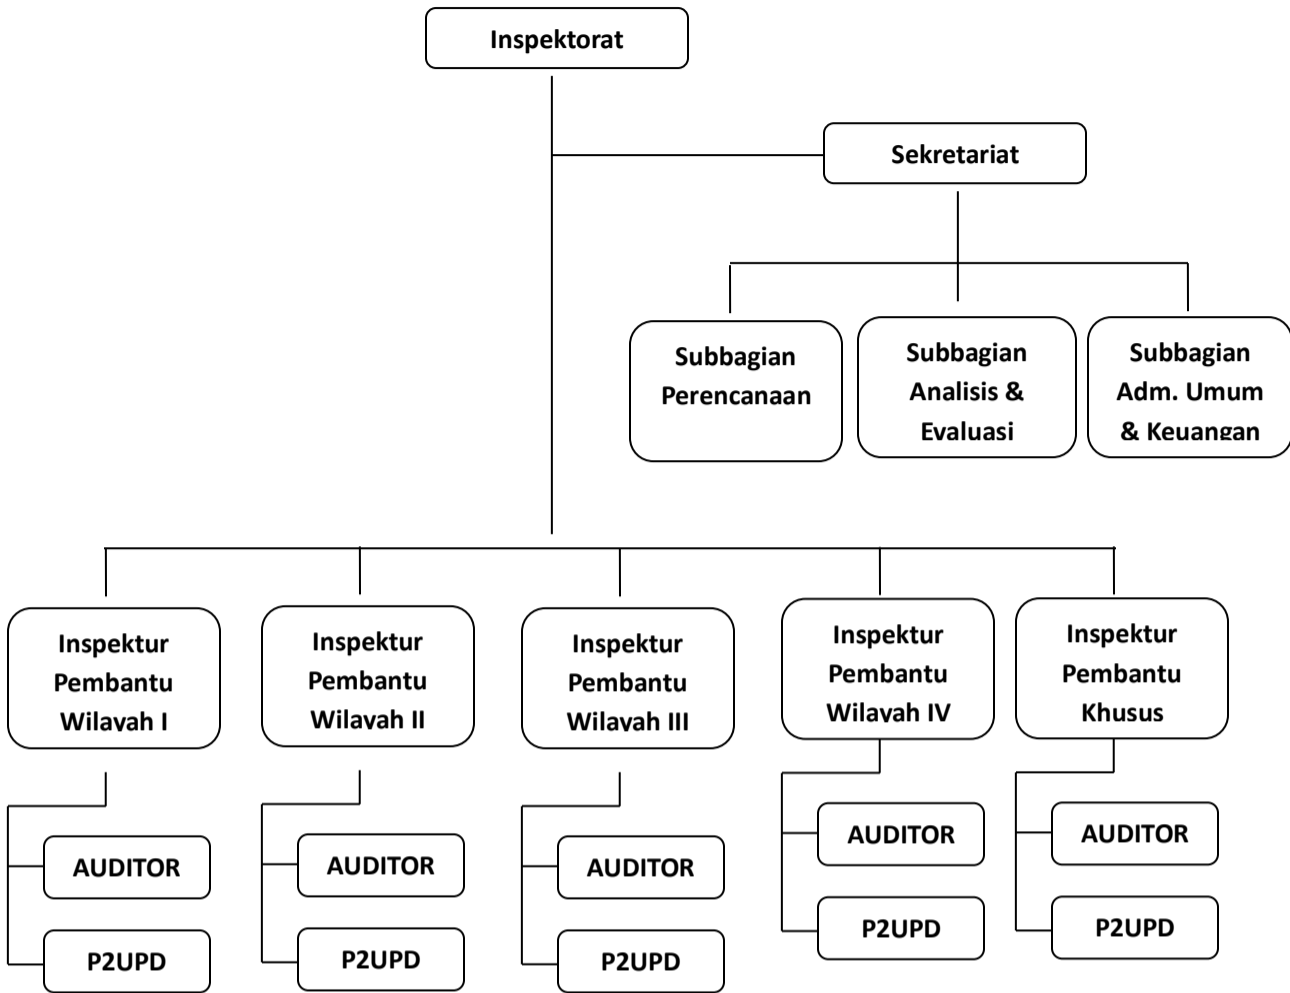 Inspektorat
Sekretariat
Subbagian
Perencanaan
Subbagian
Analisis &
Evaluasi
Subbagian
Adm. Umum
& Keuangan
Inspektur
Pembantu
Wilayah I
Inspektur
Pembantu
Wilayah II
Inspektur
Pembantu
Wilayah III
Inspektur
Pembantu
Wilayah IV
Inspektur
Pembantu
Khusus
AUDITOR
AUDITOR
AUDITOR
AUDITOR
AUDITOR
P2UPD
P2UPD
P2UPD
P2UPD
P2UPD